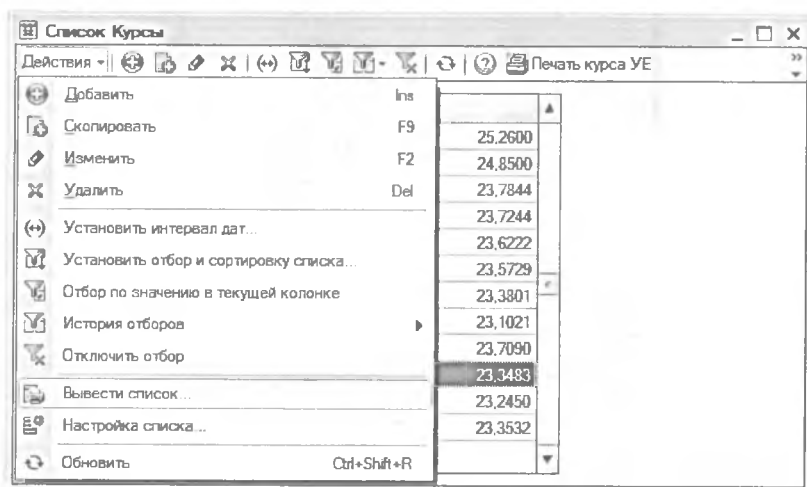 Список Курсы
Действия Печать курса УЕ
Добавить Ins
Скопировать F9
Изменить F2
Удалить Del
Установить интервал дат...
Установить отбор и сортировку списка...
Отбор по значению в текущей колонке
История отборов
Отключить отбор
Вывести список...
Настройка списка...
Обновить Ctrl+Shift+R
25,2600
24,8500
23,7844
23,7244
23,6222
23,5729
23,3801
23,1021
23,7090
23,3483
23,2450
23,3532